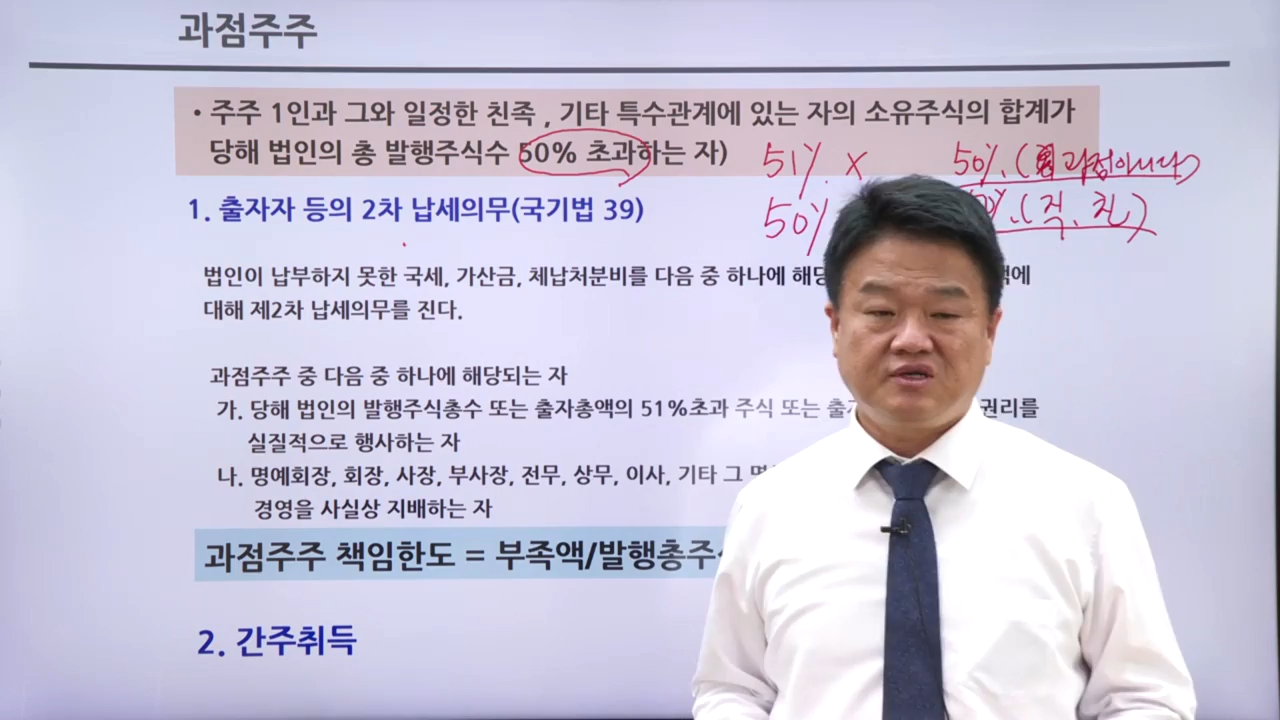 과점주주
• 주주 1인과 그와 일정한 친족 , 기타 특수관계에 있는 자의 소유주식의 합계가
당해 법인의 총 발행주식수 50% 초과하는 자)
51% × 50%.( 과점아니다)
50% %.(직、친)
1. 출자자 등의 2차 납세의무(국기법 39)
법인이 납부하지 못한 국세, 가산금, 체납처분비를 다음 중 하나에
대해 제2차 납세의무를 진다.
과점주주 중 다음 중 하나에 해당되는 자
가. 당해 법인의 발행주식총수 또는 출자총액의 51%초과 주식 또는 권리를
실질적으로 행사하는 자
나. 명예회장, 회장, 사장, 부사장, 전무, 상무, 이사, 기타 그
경영을 사실상 지배하는 자
과점주주 책임한도 = 부족액/발행총주
2. 간주취득